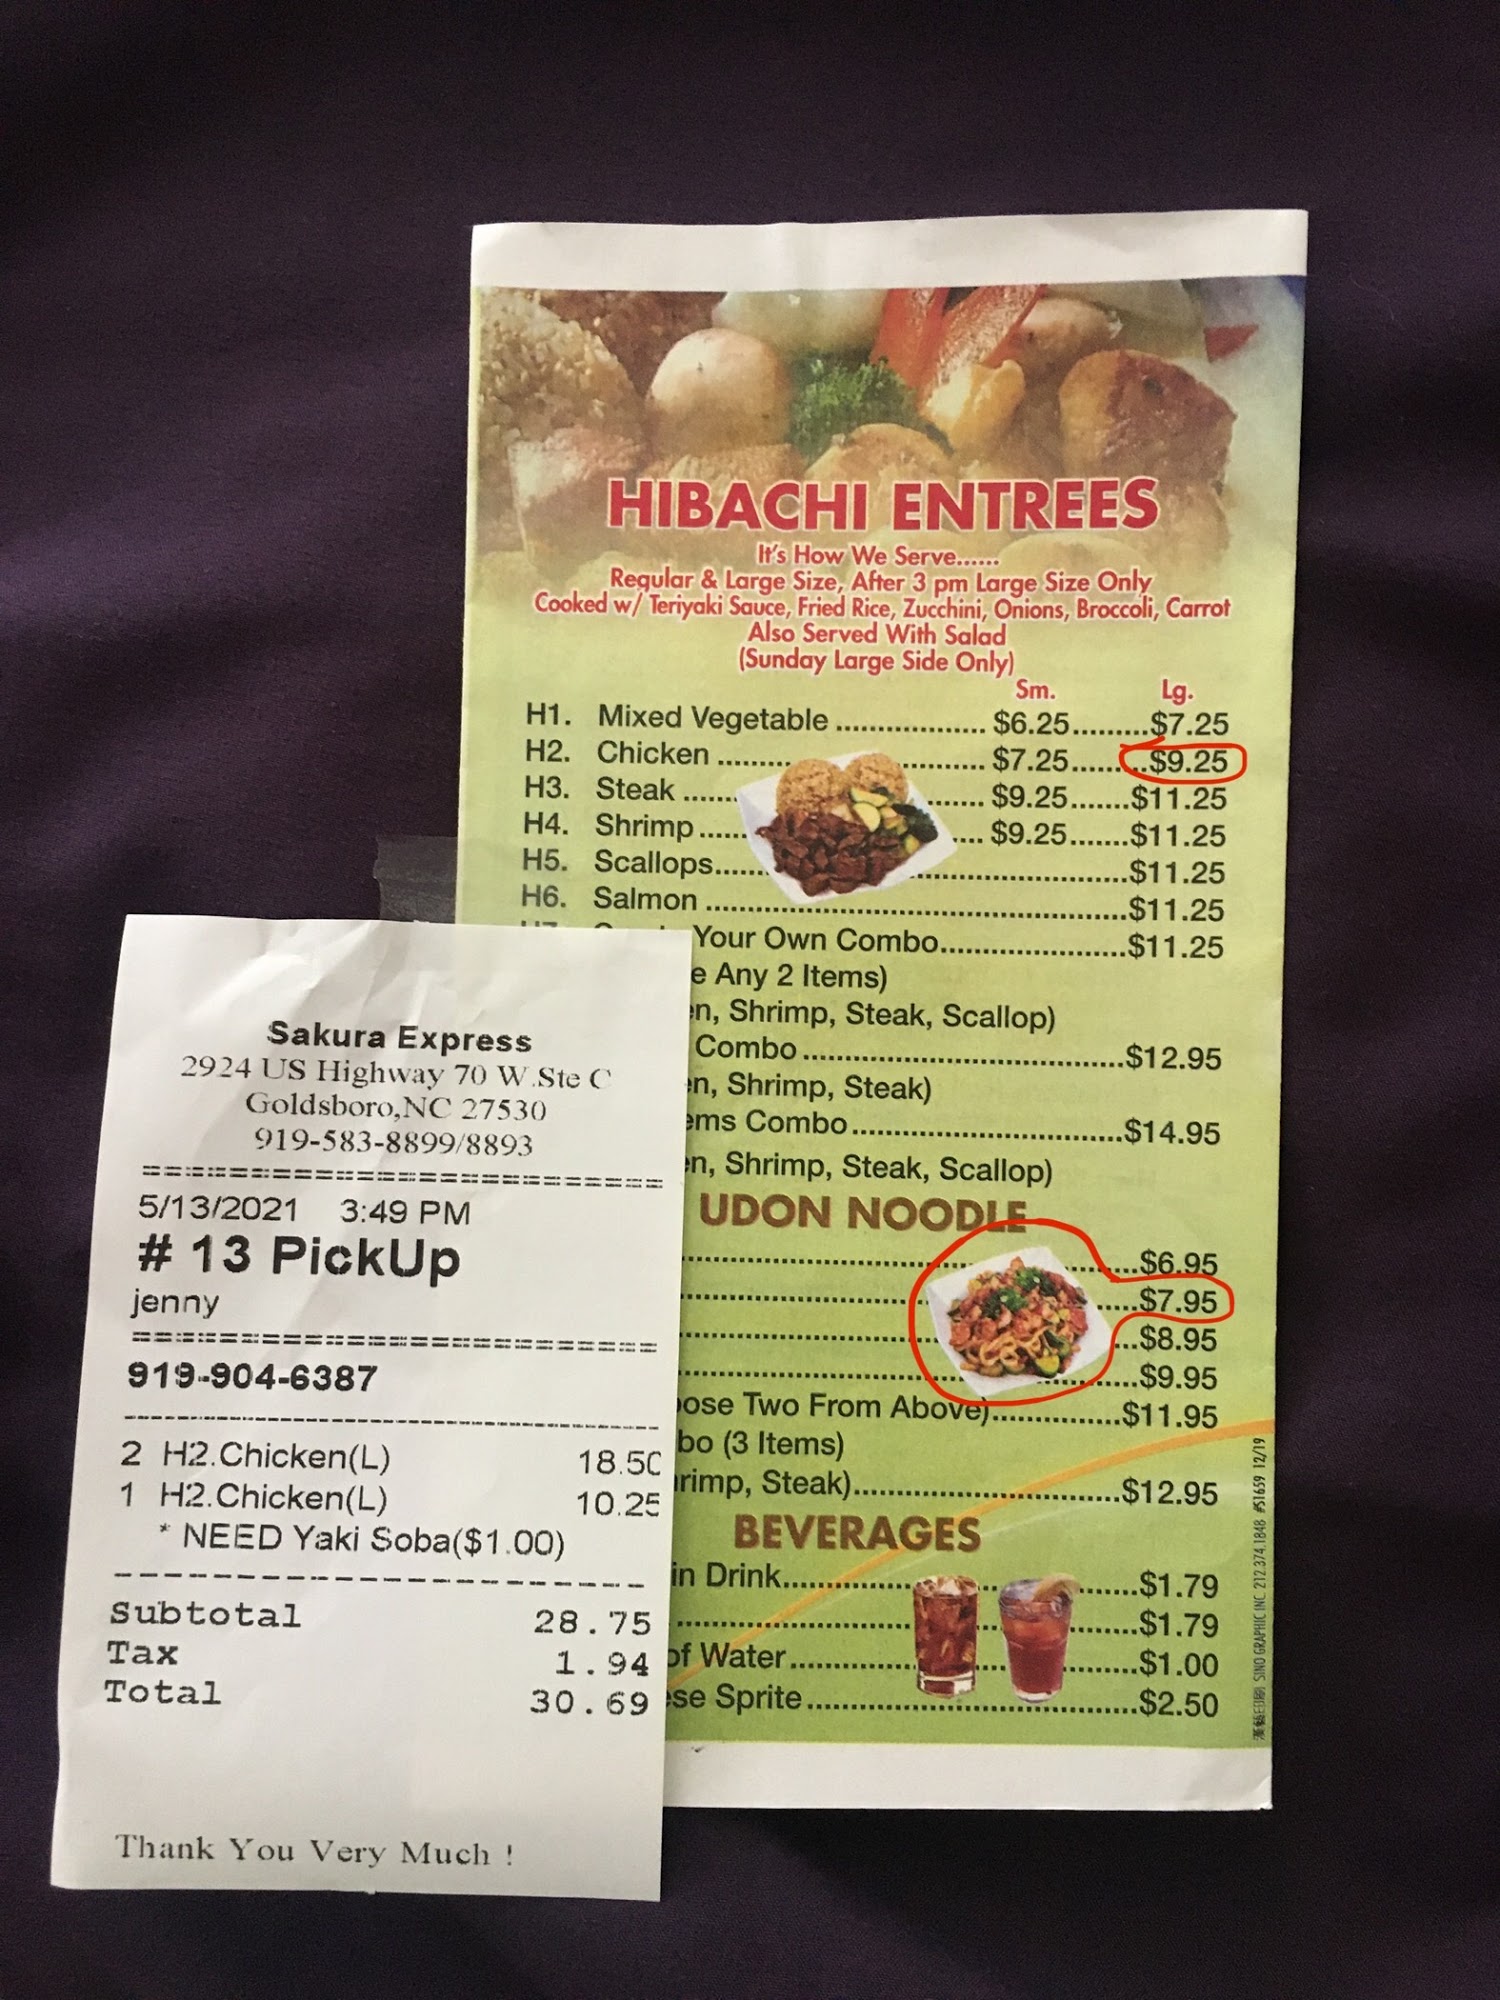 HIBACHI ENTREES
It's How We Serve......
Regular & Large Size, After 3 pm Large Size Only
Cooked w/ Teriyaki Sauce, Fried Rice, Zucchini, Onions, Broccoli, Carrot
Also Served With Salad
(Sunday Large Side Only)
Sm. Lg.
H1. Mixed Vegetable .................. $6.25.........$7.25
H2. Chicken ......... .......... $7.25.........$9.25
H3. Steak ....... ....... $9.25.......$11.25
H4. Shrimp ...... .... $9.25.......$11.25
H5. Scallops...... ..........................$11.25
H6. Salmon ....................................................$11.25
Your Own Combo.......................$11.25
Any 2 Items)
Shrimp, Steak, Scallop)
Combo .......................................$12.95
Shrimp, Steak)
Combo .................................$14.95
Shrimp, Steak, Scallop)
UDON NOODLE
$6.95
$7.95
$8.95
$9.95
Two From Above)................$11.95
(3 Items)
Steak)...................................$12.95
BEVERAGES
Drink.................. .......$1.79
.......$1.79
of Water.................. .......$1.00
Sprite .............................................$2.50
SINO GRAPHIC INC 212.374.1848 #51659 12/19
Sakura Express
2924 US Highway 70 W.Ste C
Goldsboro,NC 27530
919-583-8899/8893
==============================
5/13/2021 3:49 PM
# 13 PickUp
jenny
==============================
919-904-6387
------------------------------
2 H2.Chicken(L) 18.50
1 H2.Chicken(L) 10.25
* NEED Yaki Soba($1.00)
------------------------------
Subtotal 28.75
Tax 1.94
Total 30.69
Thank You Very Much !